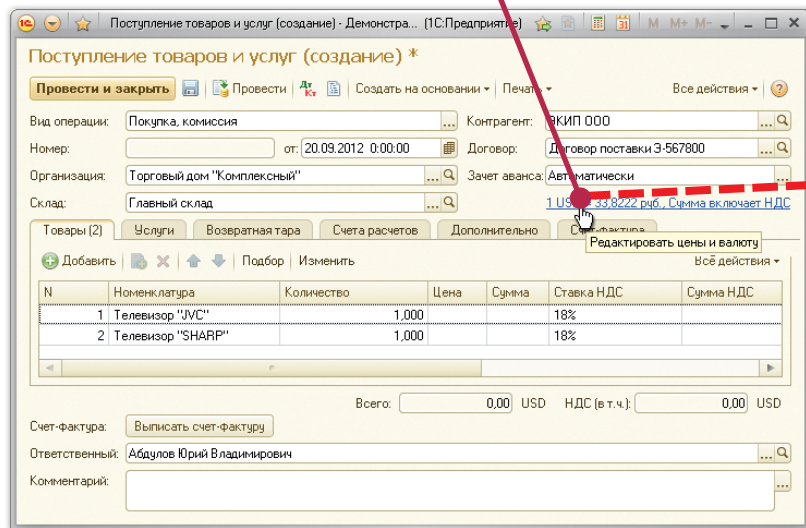 Поступление товаров и услуг (создание) - Демонстра... (1С:Предприятие) 31 M M+ M-
Поступление товаров и услуг (создание) *
Провести и закрыть Провести Дт Кт Создать на основании Печать Все действия ?
Вид операции: Покупка, комиссия ... Контрагент: ЭКИП ООО ...
Номер: от: 20.09.2012 0:00:00 Договор: Договор поставки Э-567800 ...
Организация: Торговый дом "Комплексный" ... Зачет аванса: Автоматически ...
Склад: Главный склад ... 1 USD = 33,8222 руб., Сумма включает НДС
Товары (2) Услуги Возвратная тара Счета расчетов Дополнительно Счет-фактура
Редактировать цены и валюту
Добавить Подбор Изменить Все действия
N Номенклатура Количество Цена Сумма Ставка НДС Сумма НДС
1 Телевизор "JVC" 1,000 18%
2 Телевизор "SHARP" 1,000 18%
Всего: 0,00 USD НДС (в т.ч.): 0,00 USD
Счет-фактура: Выписать счет-фактуру
Ответственный: Абдулов Юрий Владимирович ...
Комментарий: ...